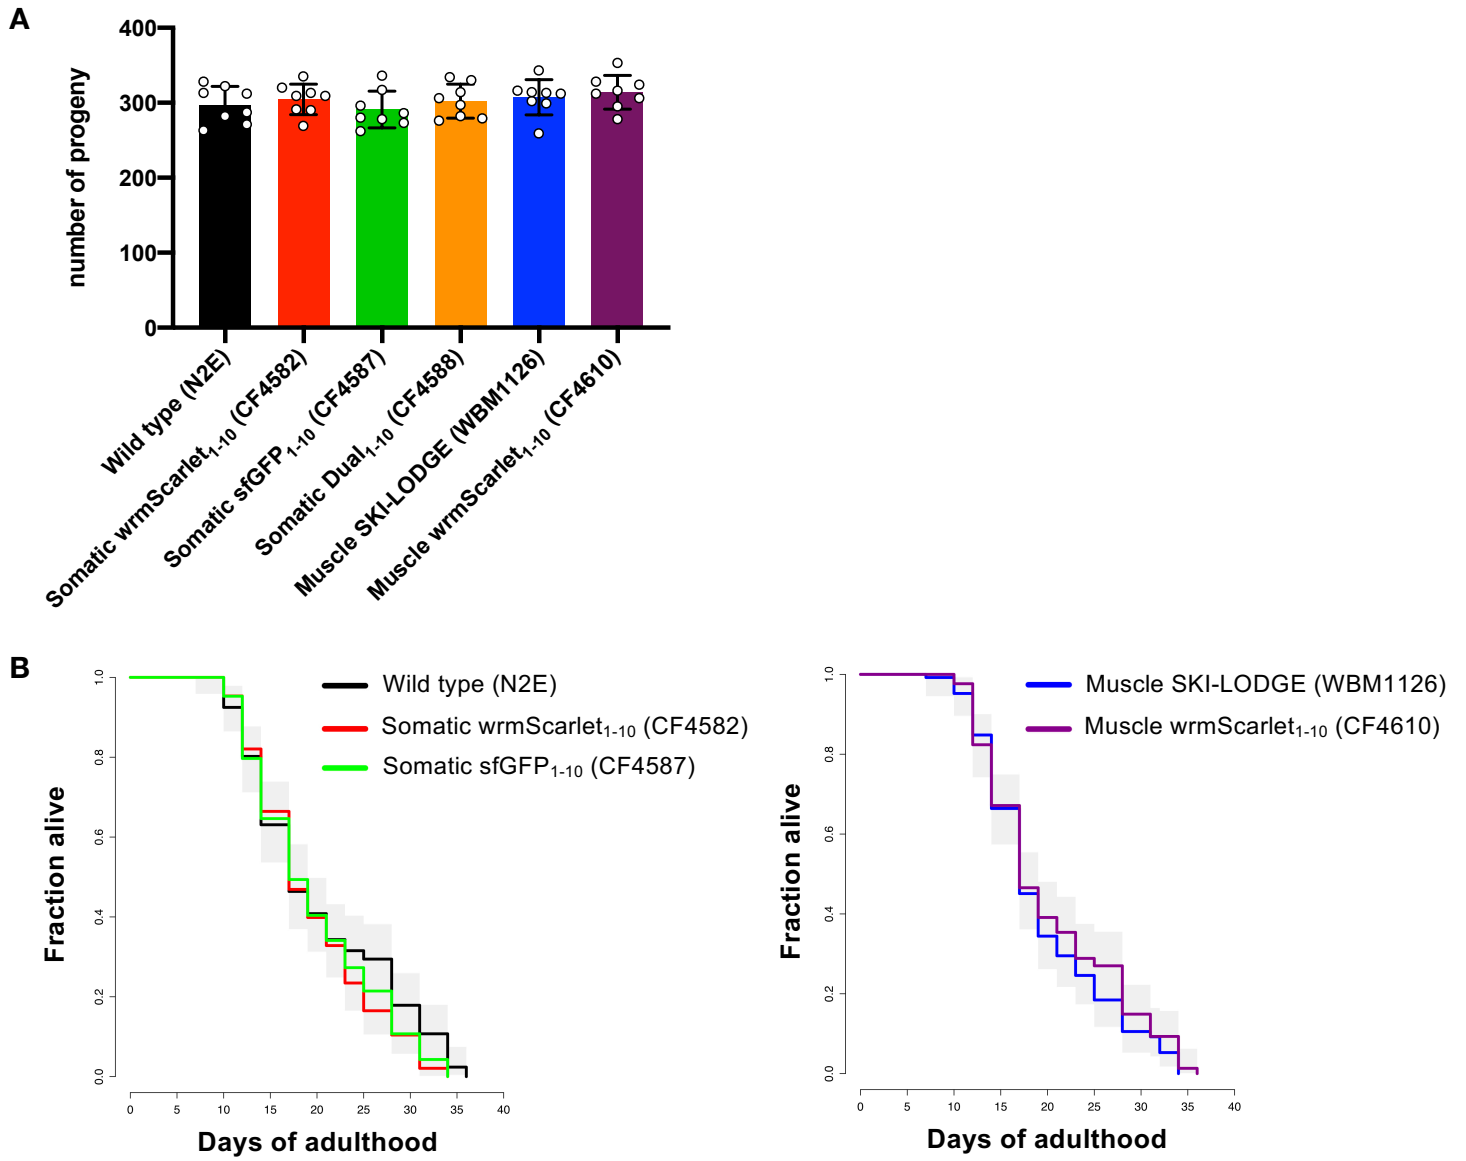 A
number of progeny
400
300
200
100
0
Wild type (N2E)
Somatic wrmScarlet1-10 (CF4582)
Somatic sfGFP1-10 (CF4587)
Somatic Dual1-10 (CF4588)
Muscle SKI-LODGE (WBM1126)
Muscle wrmScarlet1-10 (CF4610)
B
Fraction alive
1.0
0.8
0.6
0.4
0.2
0.0
Wild type (N2E)
Somatic wrmScarlet1-10 (CF4582)
Somatic sfGFP1-10 (CF4587)
0 5 10 15 20 25 30 35 40
Days of adulthood
Fraction alive
1.0
0.8
0.6
0.4
0.2
0.0
Muscle SKI-LODGE (WBM1126)
Muscle wrmScarlet1-10 (CF4610)
0 5 10 15 20 25 30 35 40
Days of adulthood